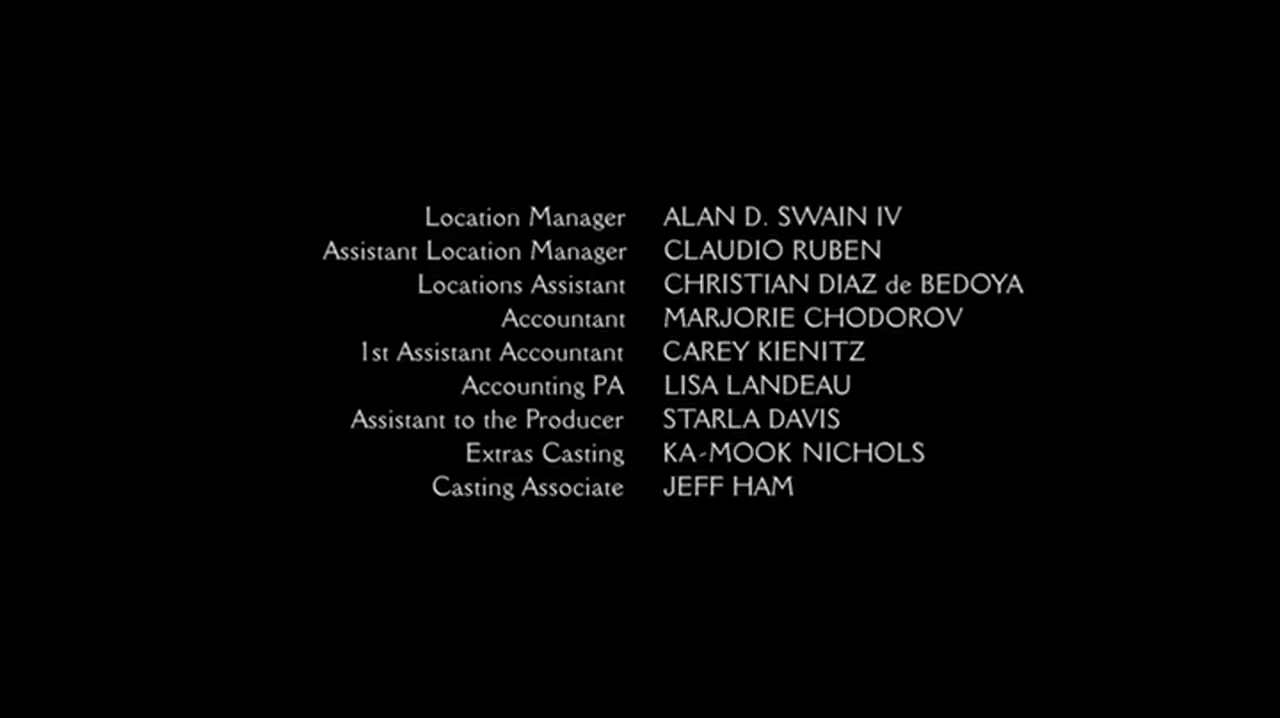 Location Manager ALAN D. SWAIN IV
Assistant Location Manager CLAUDIO RUBEN
Locations Assistant CHRISTIAN DIAZ de BEDOYA
Accountant MARJORIE CHODOROV
1st Assistant Accountant CAREY KIENITZ
Accounting PA LISA LANDEAU
Assistant to the Producer STARLA DAVIS
Extras Casting KA-MOOK NICHOLS
Casting Associate JEFF HAM